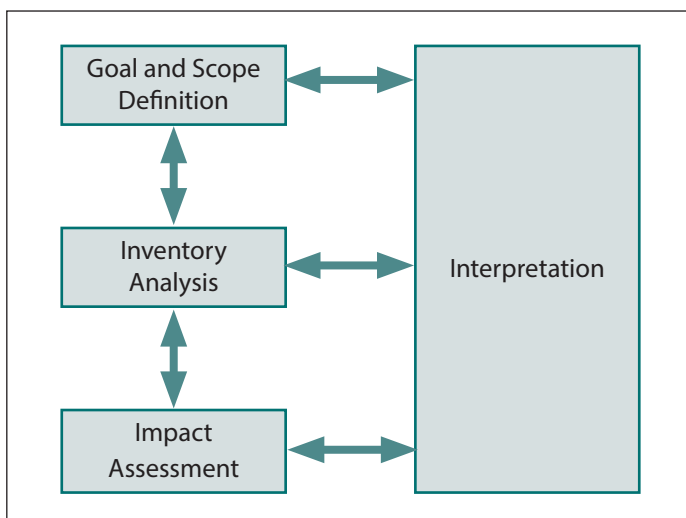 Goal and Scope
Definition
Inventory
Analysis
Interpretation
Impact
Assessment